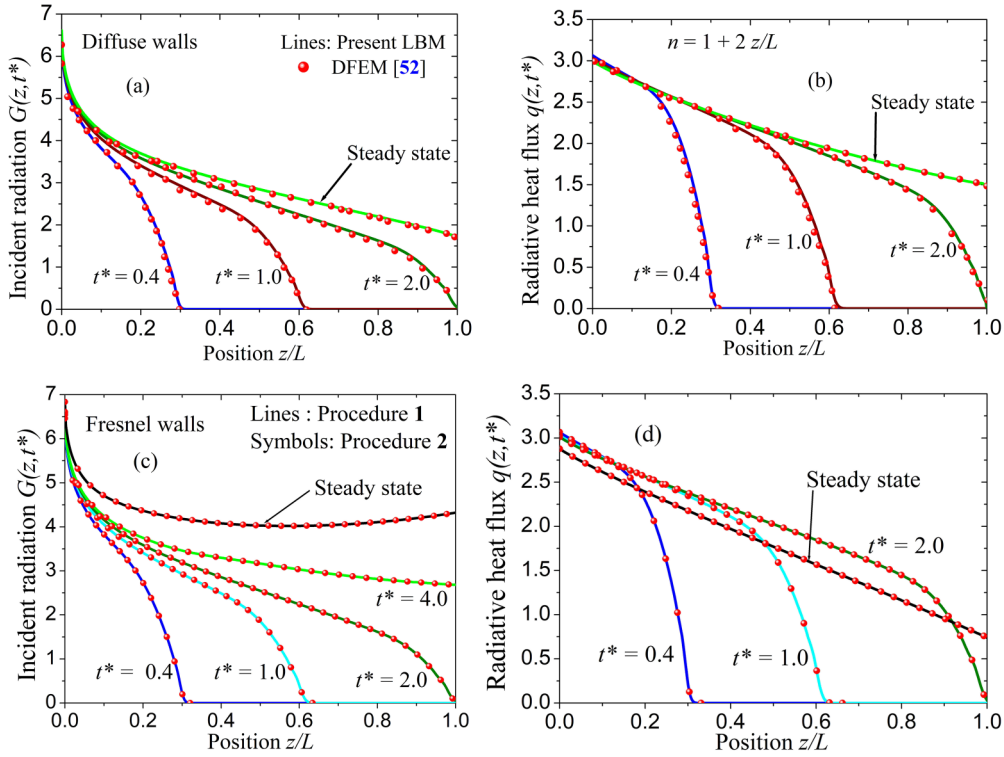 7
6
5
4
3
2
1
0
Incident radiation G(z,t*)
Diffuse walls
Lines: Present LBM
DFEM [52]
(a)
Steady state
t* = 0.4
t* = 1.0
t* = 2.0
0.0 0.2 0.4 0.6 0.8 1.0
Position z/L
3.5
3.0
2.5
2.0
1.5
1.0
0.5
0.0
Radiative heat flux q(z,t*)
n = 1 + 2 z/L
(b)
Steady state
t* = 0.4
t* = 1.0
t* = 2.0
0.0 0.2 0.4 0.6 0.8 1.0
Position z/L
7
6
5
4
3
2
1
0
Incident radiation G(z,t*)
Fresnel walls
Lines : Procedure 1
Symbols: Procedure 2
(c)
Steady state
t* = 4.0
t* = 0.4
t* = 1.0
t* = 2.0
0.0 0.2 0.4 0.6 0.8 1.0
Position z/L
3.5
3.0
2.5
2.0
1.5
1.0
0.5
0.0
Radiative heat flux q(z,t*)
(d)
Steady state
t* = 2.0
t* = 0.4
t* = 1.0
0.0 0.2 0.4 0.6 0.8 1.0
Position z/L